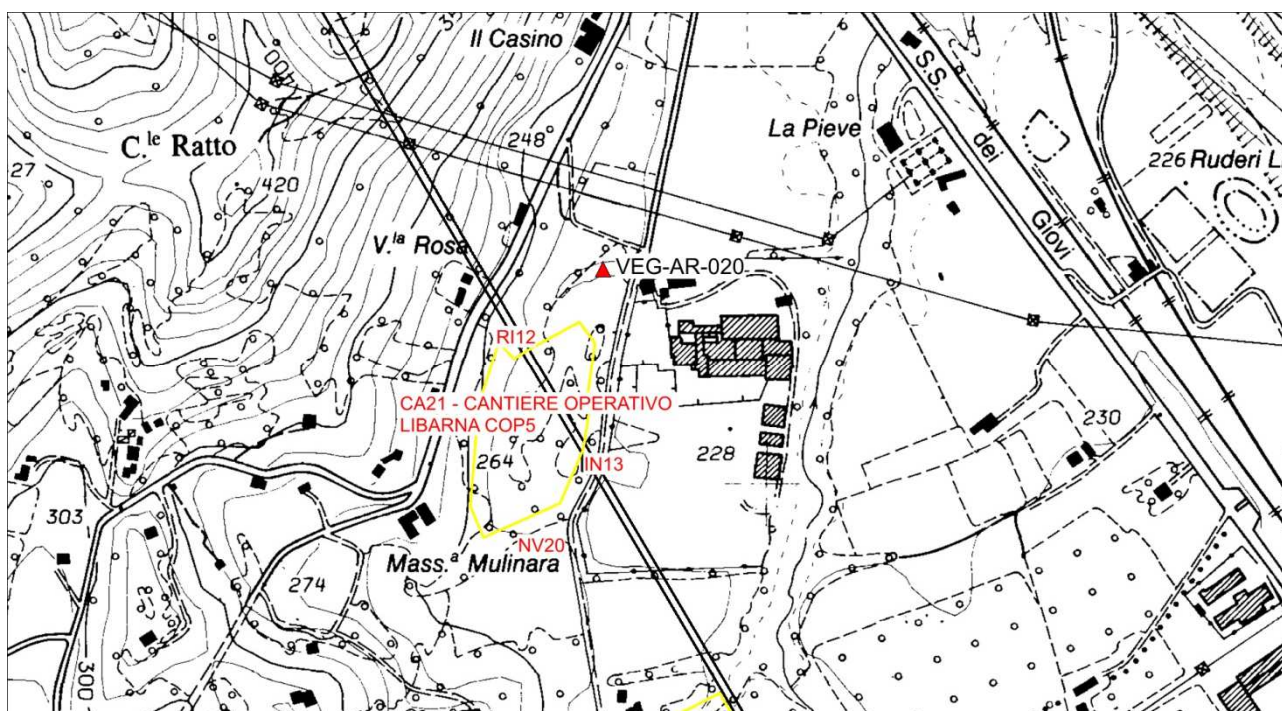 Il Casino
C.le Ratto
400
420
27
248
La Pieve
S.S.
dei
Giovi
226 Ruderi L
V.la Rosa
VEG-AR-020
RI12
CA21 - CANTIERE OPERATIVO
LIBARNA COP5
264
IN13
228
230
303
NV20
Mass.a Mulinara
274
300